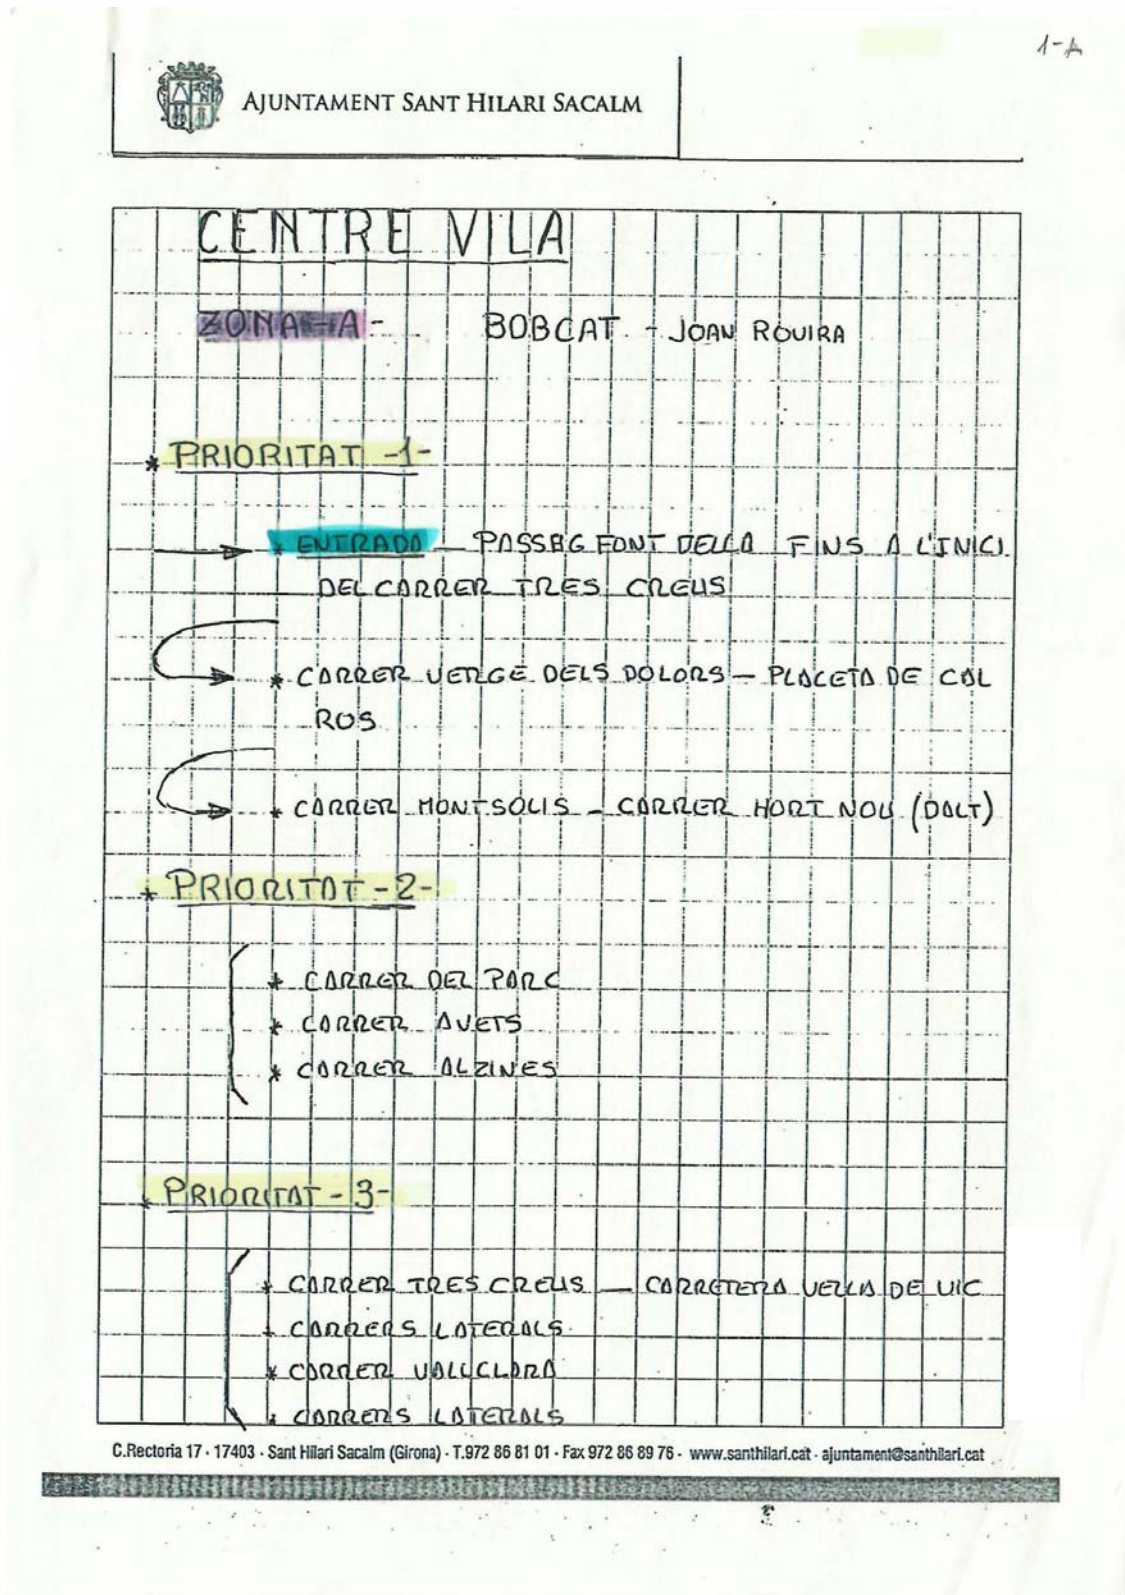 1-A
AJUNTAMENT SANT HILARI SACALM
CENTRE VILA
ZONA-A- BOBCAT - JOAN ROVIRA
* PRIORITAT -1-
* ENTRADA - PASSEIG FONT VELLA FINS A L'INICI
DEL CARRER TRES CREUS
* CARRER VERGE DELS DOLORS - PLACETA DE CAL
ROS
* CARRER MONTSOLIS - CARRER HORT NOU (DALT)
* PRIORITAT -2-
* CARRER DEL PARC
* CARRER AVETS
* CARRER ALZINES
* PRIORITAT -3-
* CARRER TRES CREUS - CARRETERA VELLA DE VIC
* CARRERS LATERALS
* CARRER VALLCLARA
* CARRERS LATERALS
C.Rectoria 17 · 17403 · Sant Hilari Sacalm (Girona) · T.972 86 81 01 · Fax 972 86 89 76 · www.santhilari.cat · ajuntament@santhilari.cat